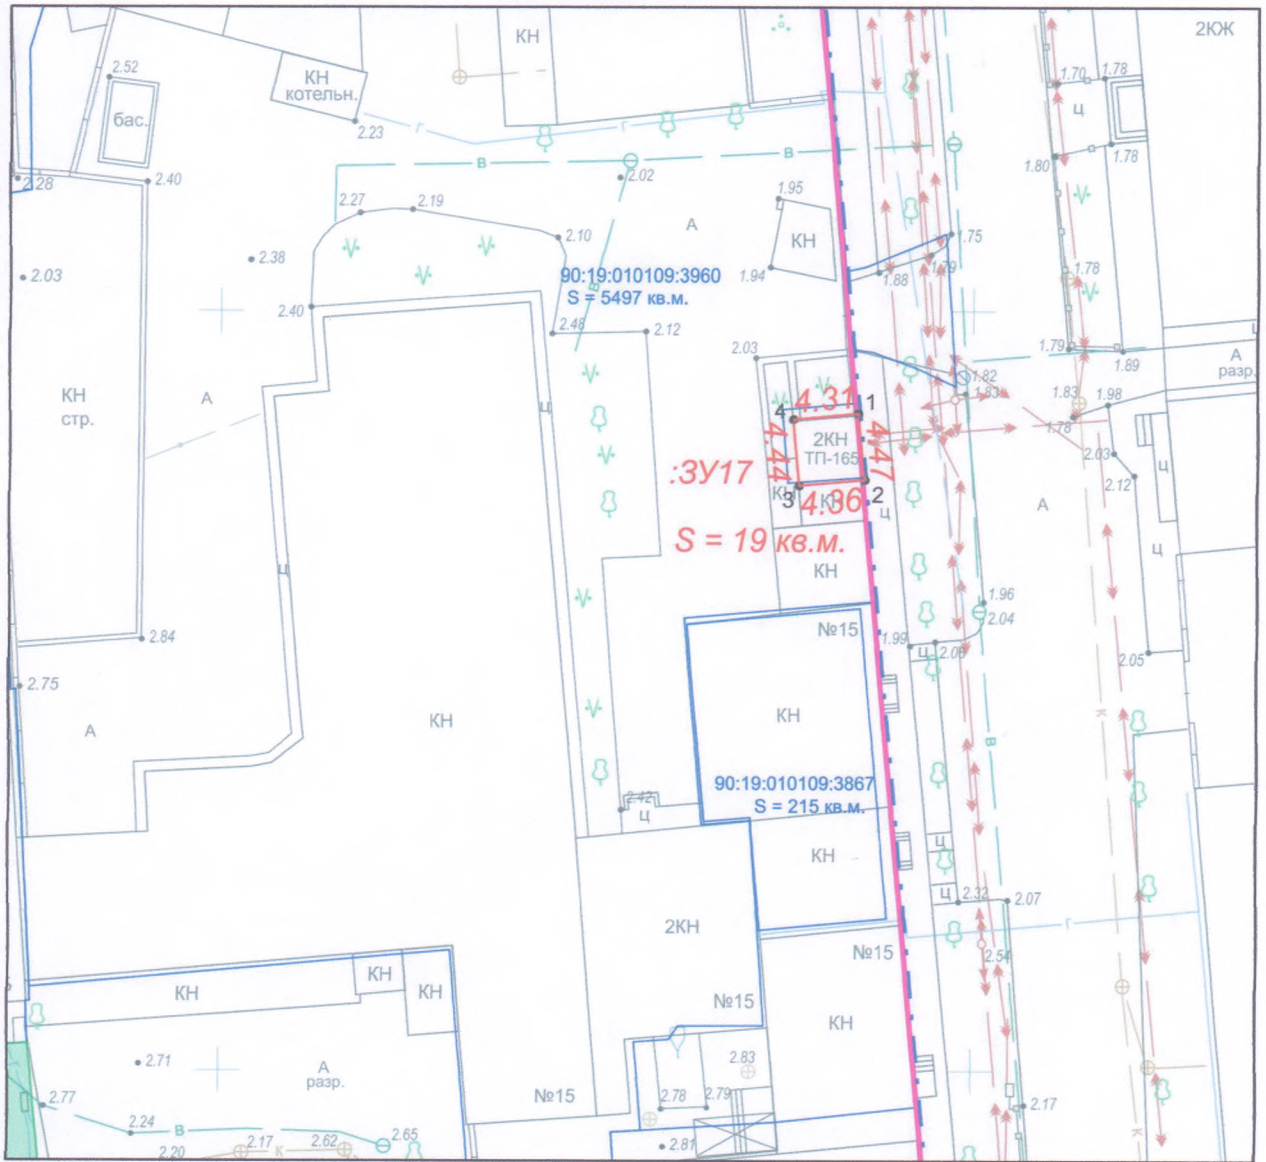 КН
2КЖ
2.52
КН
котельн.
1.70
1.78
Ц
бас.
2.23
Г
Г
В
В
1.78
1.80
2.28
2.40
2.02
2.27
2.19
1.95
А
2.10
КН
1.75
2.38
1.79
2.03
1.94
1.88
1.78
90:19:010109:3960
S = 5497 кв.м.
В
2.40
2.48
2.12
2.03
1.79
1.89
А
разр.
Ц
КН
стр.
А
Ц
1.82
1.83
1.83
1.98
1.78
4.31
1
4
2КН
ТП-165
4.44
4.47
:ЗУ17
КН
3
4.36
КН
2
Ц
2.03
2.12
Ц
А
S = 19 кв.м.
Ц
Ц
КН
1.96
2.04
№15
1.99
Ц
2.84
2.05
2.75
А
КН
КН
К
В
90:19:010109:3867
S = 215 кв.м.
2.42
Ц
КН
Ц
Ц
2.32
2.07
2КН
Г
№15
2.54
КН
КН
КН
№15
КН
2.71
А
разр.
2.83
2.77
№15
2.78
2.79
2.17
2.24
В
2.17
2.62
2.65
К
2.20
2.81
К